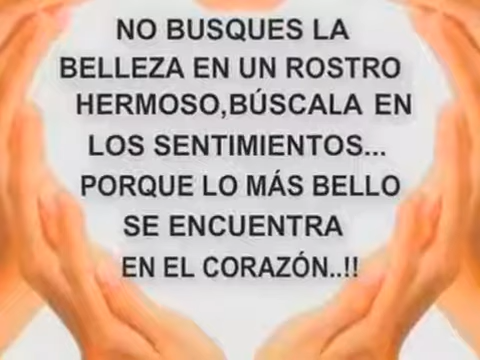 NO BUSQUES LA
BELLEZA EN UN ROSTRO
HERMOSO,BÚSCALA EN
LOS SENTIMIENTOS...
PORQUE LO MÁS BELLO
SE ENCUENTRA
EN EL CORAZÓN..!!